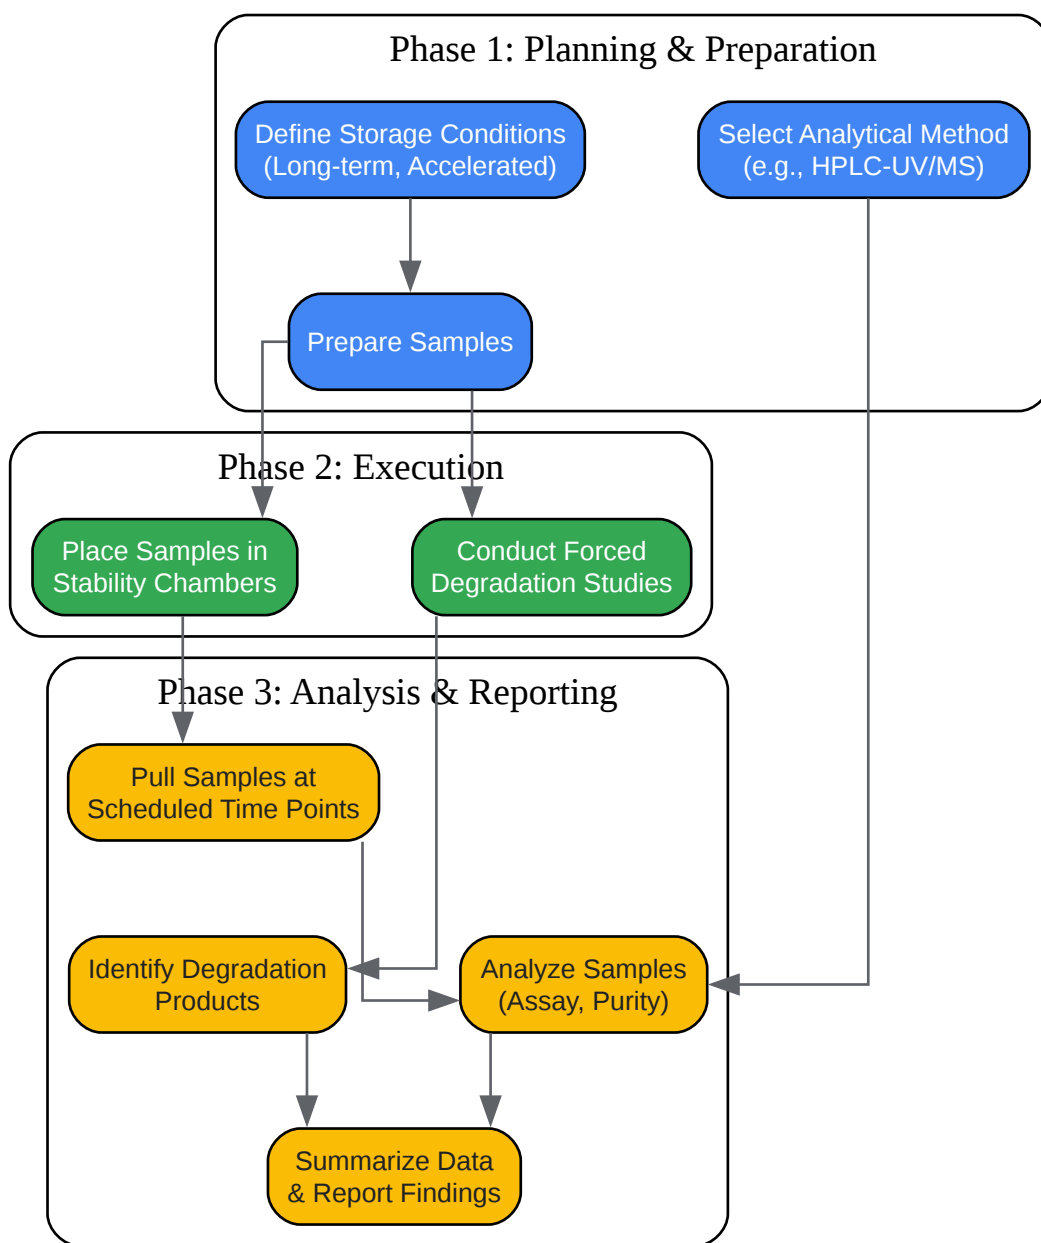 Phase 1: Planning & Preparation
Define Storage Conditions
(Long-term, Accelerated)
Select Analytical Method
(e.g., HPLC-UV/MS)
Prepare Samples
Phase 2: Execution
Place Samples in
Stability Chambers
Conduct Forced
Degradation Studies
Phase 3: Analysis & Reporting
Pull Samples at
Scheduled Time Points
Identify Degradation
Products
Analyze Samples
(Assay, Purity)
Summarize Data
& Report Findings